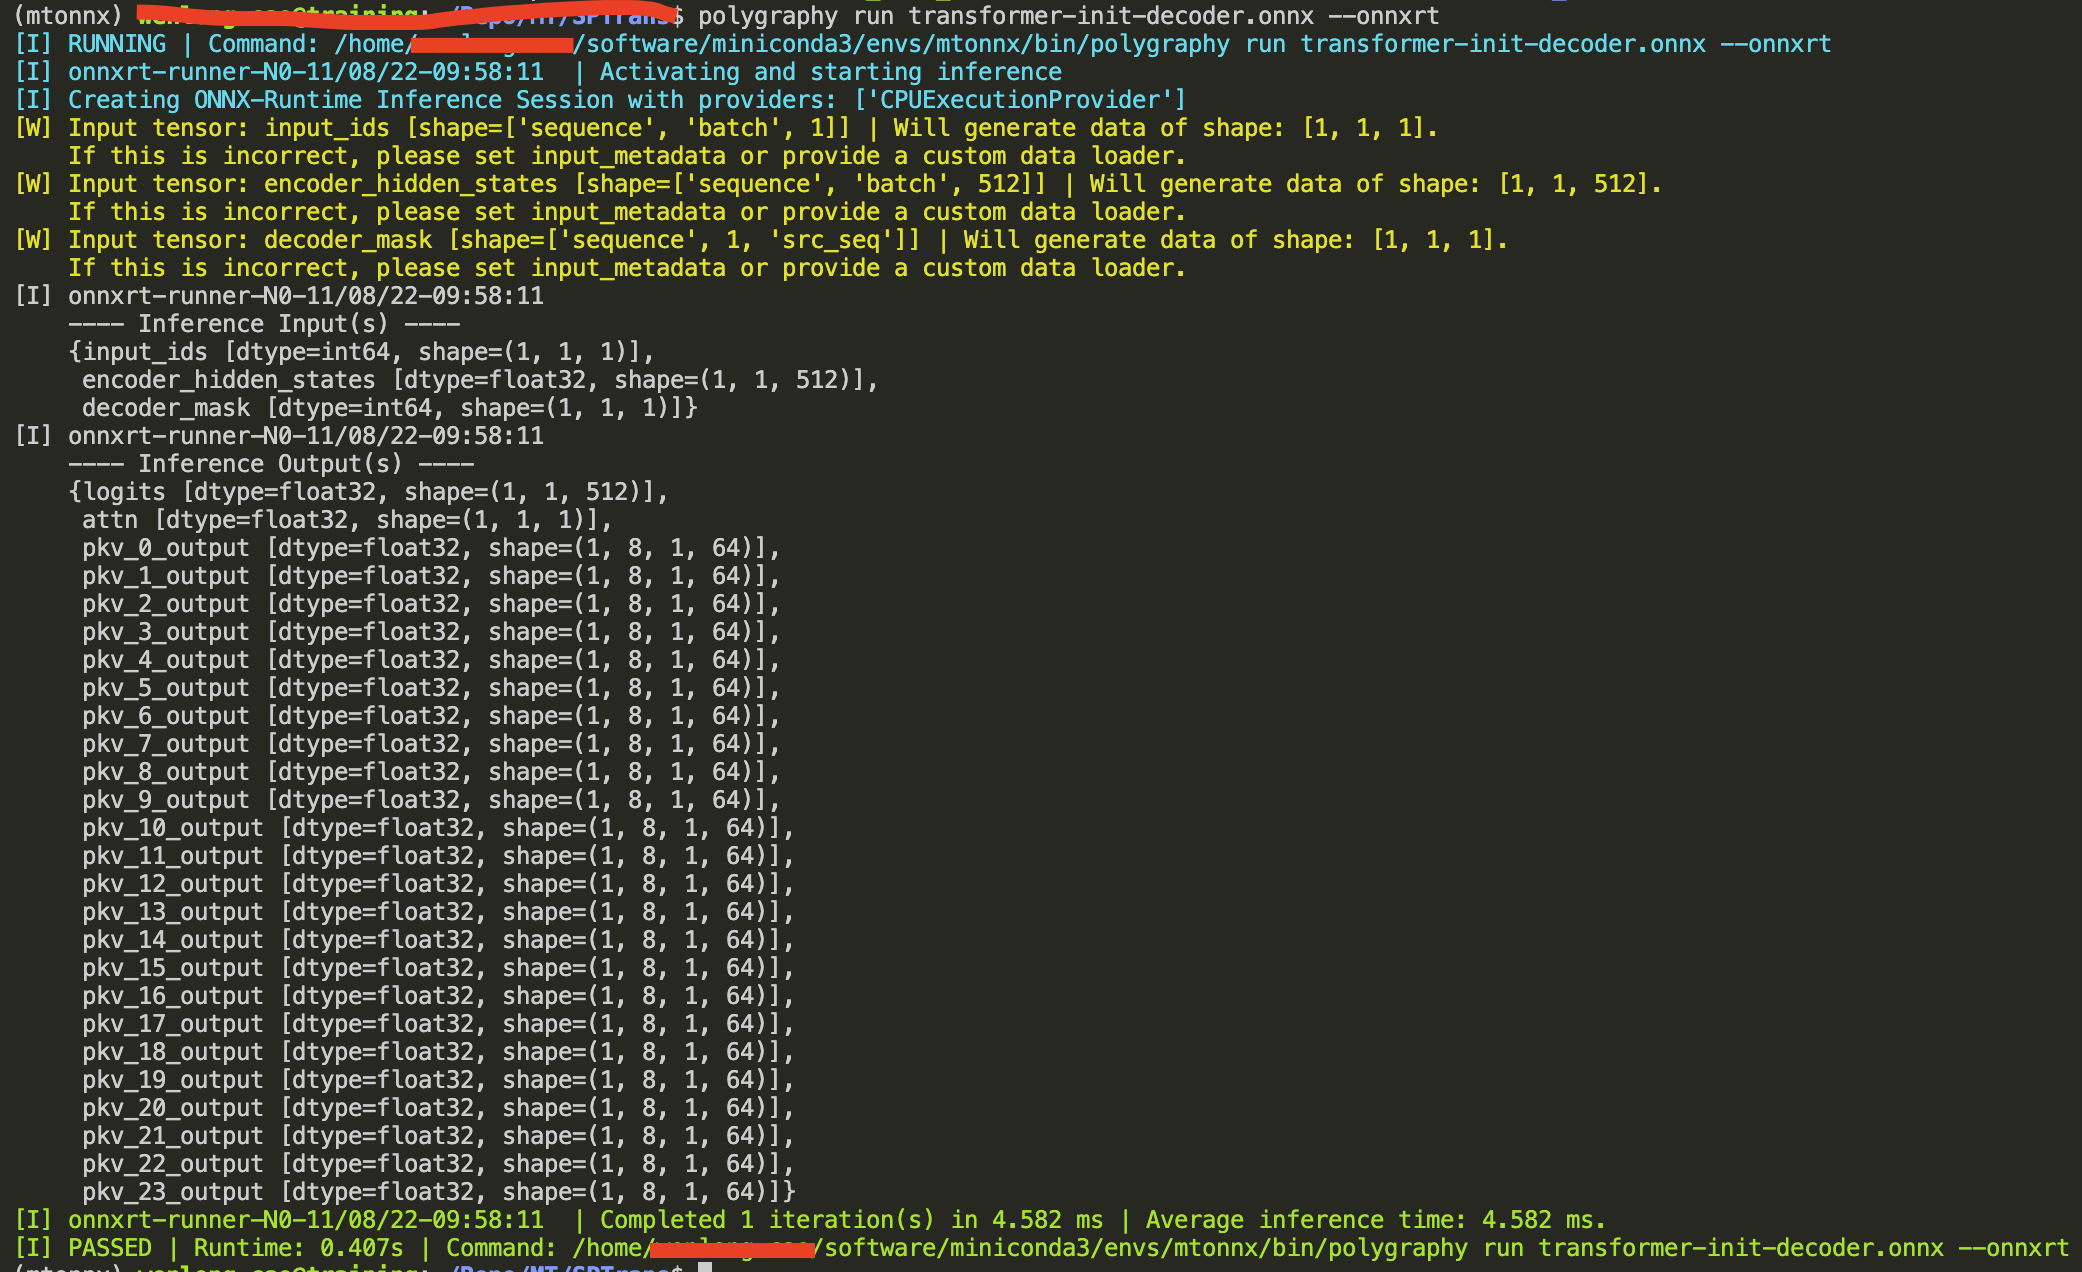 (mtonnx) $ polygraphy run transformer-init-decoder.onnx --onnxrt
[I] RUNNING | Command: /home/ /software/miniconda3/envs/mtonnx/bin/polygraphy run transformer-init-decoder.onnx --onnxrt
[I] onnxrt-runner-N0-11/08/22-09:58:11  | Activating and starting inference
[I] Creating ONNX-Runtime Inference Session with providers: ['CPUExecutionProvider']
[W] Input tensor: input_ids [shape=['sequence', 'batch', 1]] | Will generate data of shape: [1, 1, 1].
    If this is incorrect, please set input_metadata or provide a custom data loader.
[W] Input tensor: encoder_hidden_states [shape=['sequence', 'batch', 512]] | Will generate data of shape: [1, 1, 512].
    If this is incorrect, please set input_metadata or provide a custom data loader.
[W] Input tensor: decoder_mask [shape=['sequence', 1, 'src_seq']] | Will generate data of shape: [1, 1, 1].
    If this is incorrect, please set input_metadata or provide a custom data loader.
[I] onnxrt-runner-N0-11/08/22-09:58:11
    ---- Inference Input(s) ----
    {input_ids [dtype=int64, shape=(1, 1, 1)],
     encoder_hidden_states [dtype=float32, shape=(1, 1, 512)],
     decoder_mask [dtype=int64, shape=(1, 1, 1)]}
[I] onnxrt-runner-N0-11/08/22-09:58:11
    ---- Inference Output(s) ----
    {logits [dtype=float32, shape=(1, 1, 512)],
     attn [dtype=float32, shape=(1, 1, 1)],
     pkv_0_output [dtype=float32, shape=(1, 8, 1, 64)],
     pkv_1_output [dtype=float32, shape=(1, 8, 1, 64)],
     pkv_2_output [dtype=float32, shape=(1, 8, 1, 64)],
     pkv_3_output [dtype=float32, shape=(1, 8, 1, 64)],
     pkv_4_output [dtype=float32, shape=(1, 8, 1, 64)],
     pkv_5_output [dtype=float32, shape=(1, 8, 1, 64)],
     pkv_6_output [dtype=float32, shape=(1, 8, 1, 64)],
     pkv_7_output [dtype=float32, shape=(1, 8, 1, 64)],
     pkv_8_output [dtype=float32, shape=(1, 8, 1, 64)],
     pkv_9_output [dtype=float32, shape=(1, 8, 1, 64)],
     pkv_10_output [dtype=float32, shape=(1, 8, 1, 64)],
     pkv_11_output [dtype=float32, shape=(1, 8, 1, 64)],
     pkv_12_output [dtype=float32, shape=(1, 8, 1, 64)],
     pkv_13_output [dtype=float32, shape=(1, 8, 1, 64)],
     pkv_14_output [dtype=float32, shape=(1, 8, 1, 64)],
     pkv_15_output [dtype=float32, shape=(1, 8, 1, 64)],
     pkv_16_output [dtype=float32, shape=(1, 8, 1, 64)],
     pkv_17_output [dtype=float32, shape=(1, 8, 1, 64)],
     pkv_18_output [dtype=float32, shape=(1, 8, 1, 64)],
     pkv_19_output [dtype=float32, shape=(1, 8, 1, 64)],
     pkv_20_output [dtype=float32, shape=(1, 8, 1, 64)],
     pkv_21_output [dtype=float32, shape=(1, 8, 1, 64)],
     pkv_22_output [dtype=float32, shape=(1, 8, 1, 64)],
     pkv_23_output [dtype=float32, shape=(1, 8, 1, 64)]}
[I] onnxrt-runner-N0-11/08/22-09:58:11  | Completed 1 iteration(s) in 4.582 ms | Average inference time: 4.582 ms.
[I] PASSED | Runtime: 0.407s | Command: /home/ /software/miniconda3/envs/mtonnx/bin/polygraphy run transformer-init-decoder.onnx --onnxrt